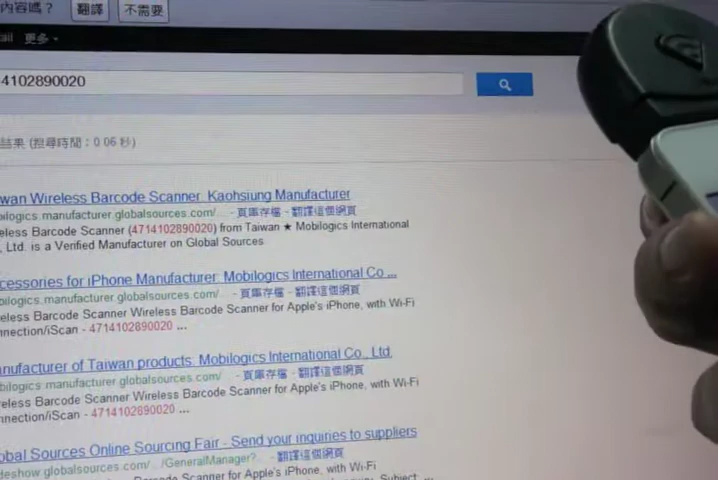 內容嗎？ 翻譯 不需要
ail 更多
4102890020
結果 (搜尋時間：0.06 秒)
wan Wireless Barcode Scanner, Kaohsiung Manufacturer
bilogics.manufacturer.globalsources.com/... - 頁庫存檔 - 翻譯這個網頁
eless Barcode Scanner (4714102890020) from Taiwan ★ Mobilogics International
, Ltd. is a Verified Manufacturer on Global Sources
cessories for iPhone Manufacturer: Mobilogics International Co ...
bilogics.manufacturer.globalsources.com/ ... - 頁庫存檔 - 翻譯這個網頁
eless Barcode Scanner Wireless Barcode Scanner for Apple's iPhone, with Wi-Fi
nnection/iScan - 4714102890020 ...
anufacturer of Taiwan products: Mobilogics International Co., Ltd.
bilogics.manufacturer.globalsources.com/ ... - 頁庫存檔 - 翻譯這個網頁
eless Barcode Scanner Wireless Barcode Scanner for Apple's iPhone, with Wi-Fi
nnection/iScan - 4714102890020 ...
obal Sources Online Sourcing Fair - Send your inquiries to suppliers
deshow.globalsources.com/.../GeneralManager?... - 翻譯這個網頁
Scanner for Apple's iPhone, with Wi-Fi